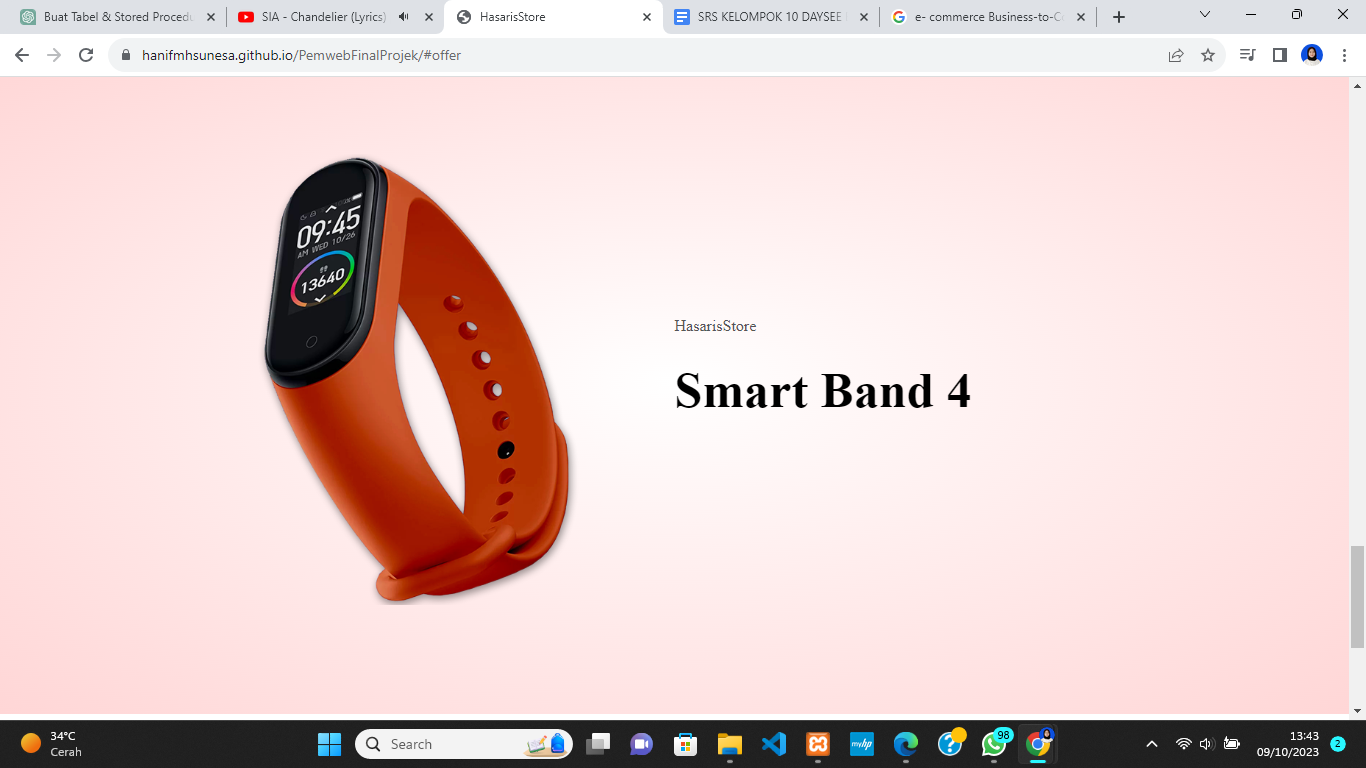 Buat Tabel & Stored Procedu
SIA - Chandelier (Lyrics)
HasarisStore
SRS KELOMPOK 10 DAYSEE
e- commerce Business-to-Co
hanifmhsunesa.github.io/PemwebFinalProjek/#offer
09:45
AM WED 10/26
13640
HasarisStore
Smart Band 4
34°C
Cerah
Search
myhp
98
13:43
09/10/2023
2